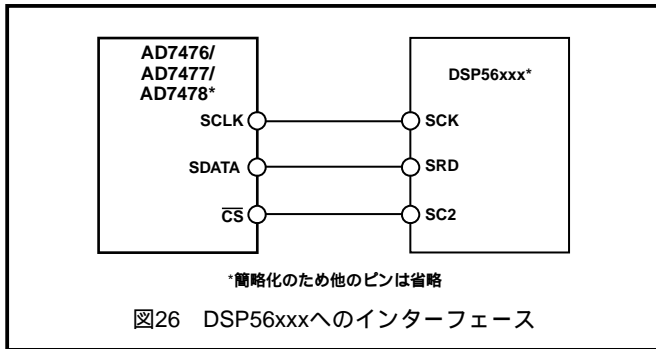 AD7476/
AD7477/
AD7478*
DSP56xxx*
SCLK
SCK
SDATA
SRD
CS
SC2
*簡略化のため他のピンは省略
図26 DSP56xxxへのインターフェース